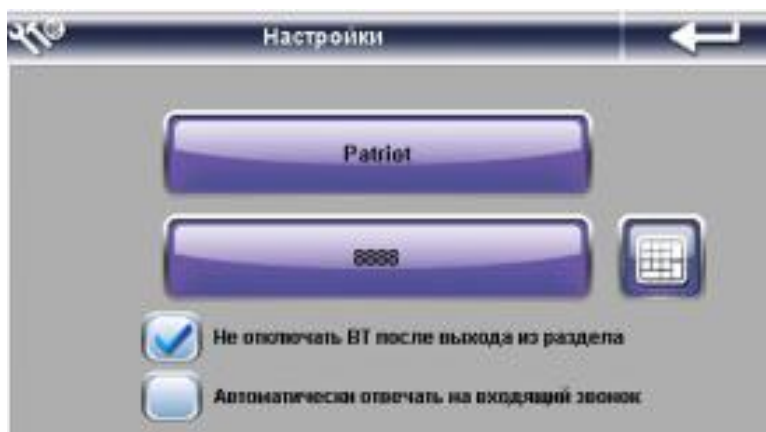 Настройки
Patriot
8888
Не отключать BT после выхода из раздела
Автоматически отвечать на входящий звонок